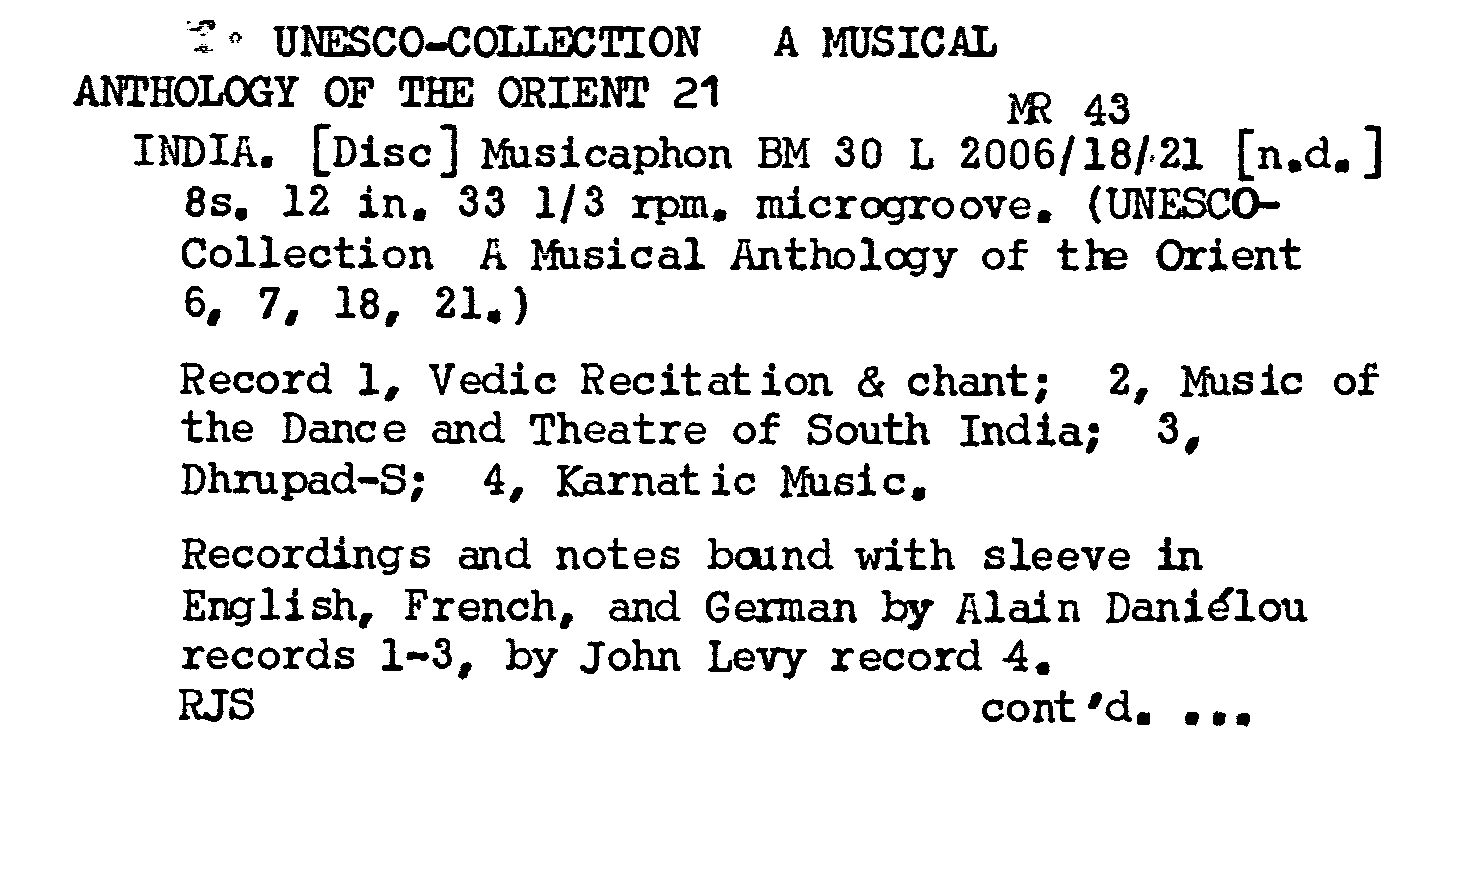 UNESCO-COLLECTION A MUSICAL
ANTHOLOGY OF THE ORIENT 21
MR 43
INDIA. [Disc] Musicaphon BM 30 L 2006/18/21 [n.d.]
8s. 12 in. 33 1/3 rpm. microgroove. (UNESCO-
Collection A Musical Anthology of the Orient
6, 7, 18, 21.)
Record 1, Vedic Recitation & chant; 2, Music of
the Dance and Theatre of South India; 3,
Dhrupad-S; 4, Karnatic Music.
Recordings and notes bound with sleeve in
English, French, and German by Alain Daniélou
records 1-3, by John Levy record 4.
RJS cont'd. ...